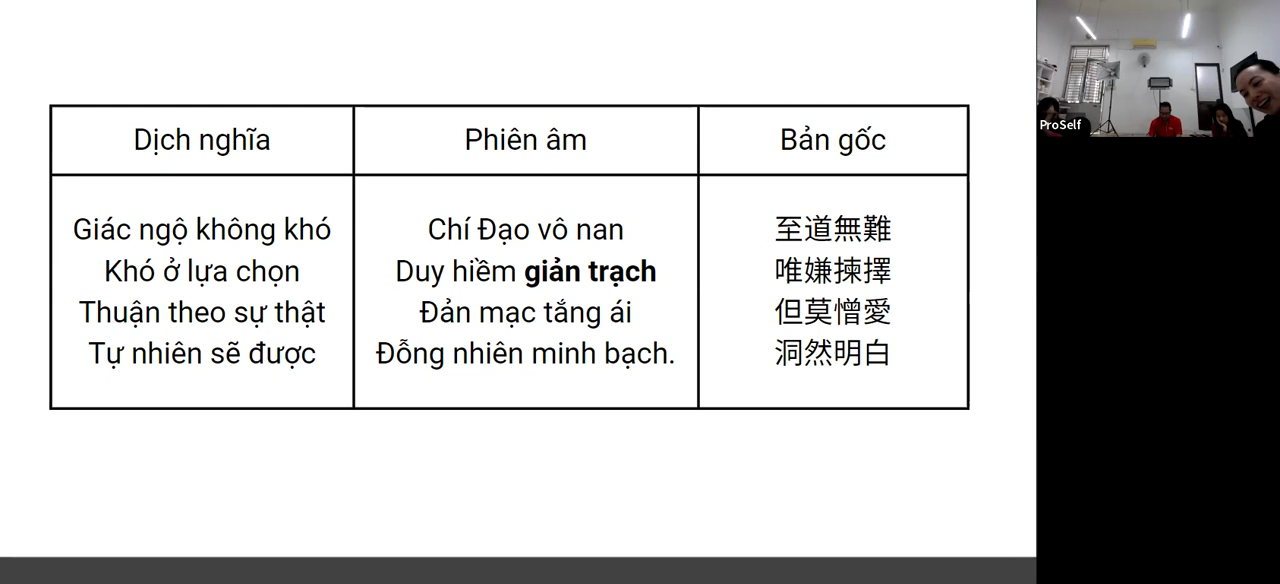 Dịch nghĩa
Phiên âm
Bản gốc
Giác ngộ không khó
Khó ở lựa chọn
Thuận theo sự thật
Tự nhiên sẽ được
Chí Đạo vô nan
Duy hiềm giản trạch
Đản mạc tắng ái
Đỗng nhiên minh bạch.
至道無難
唯嫌揀擇
但莫憎愛
洞然明白
ProSelf